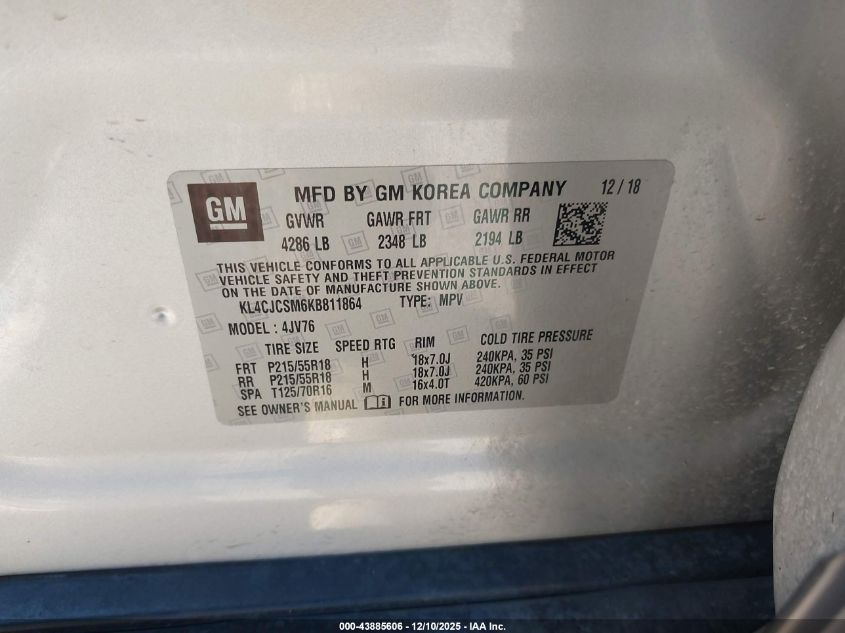 GM MFD BY GM KOREA COMPANY 12/18
GVWR GAWR FRT GAWR RR
4286 LB 2348 LB 2194 LB
THIS VEHICLE CONFORMS TO ALL APPLICABLE U.S. FEDERAL MOTOR
VEHICLE SAFETY AND THEFT PREVENTION STANDARDS IN EFFECT
ON THE DATE OF MANUFACTURE SHOWN ABOVE.
KL4CJCSM6KB811864 TYPE: MPV
MODEL: 4JV76
TIRE SIZE SPEED RTG RIM COLD TIRE PRESSURE
FRT P215/55R18 H 18x7.0J 240KPA, 35 PSI
RR P215/55R18 H 18x7.0J 240KPA, 35 PSI
SPA T125/70R16 M 16x4.0T 420KPA, 60 PSI
SEE OWNER'S MANUAL FOR MORE INFORMATION.
000-43885606 - 12/10/2025 - IAA Inc.